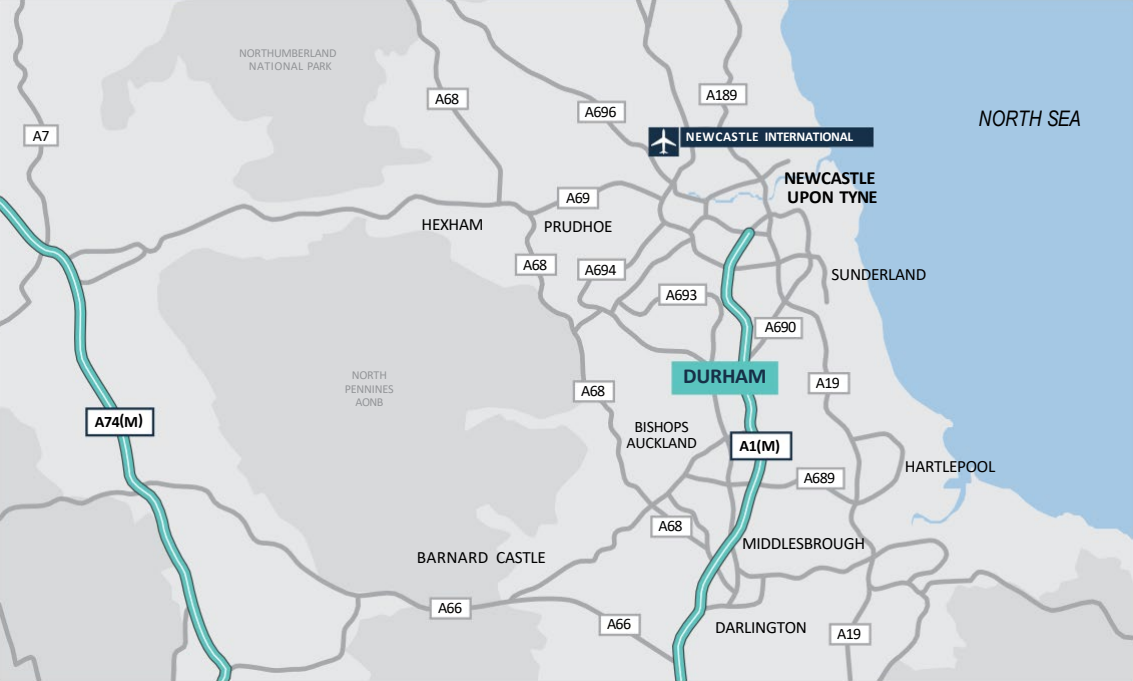 NORTHUMBERLAND
NATIONAL PARK
A68
A696
A189
NORTH SEA
A7
NEWCASTLE INTERNATIONAL
NEWCASTLE
UPON TYNE
A69
HEXHAM
PRUDHOE
A68
A694
SUNDERLAND
A693
A690
DURHAM
A19
NORTH
PENNINES
AONB
A68
A74(M)
BISHOPS
AUCKLAND
A1(M)
HARTLEPOOL
A689
A68
MIDDLESBROUGH
BARNARD CASTLE
A66
A66
DARLINGTON
A19